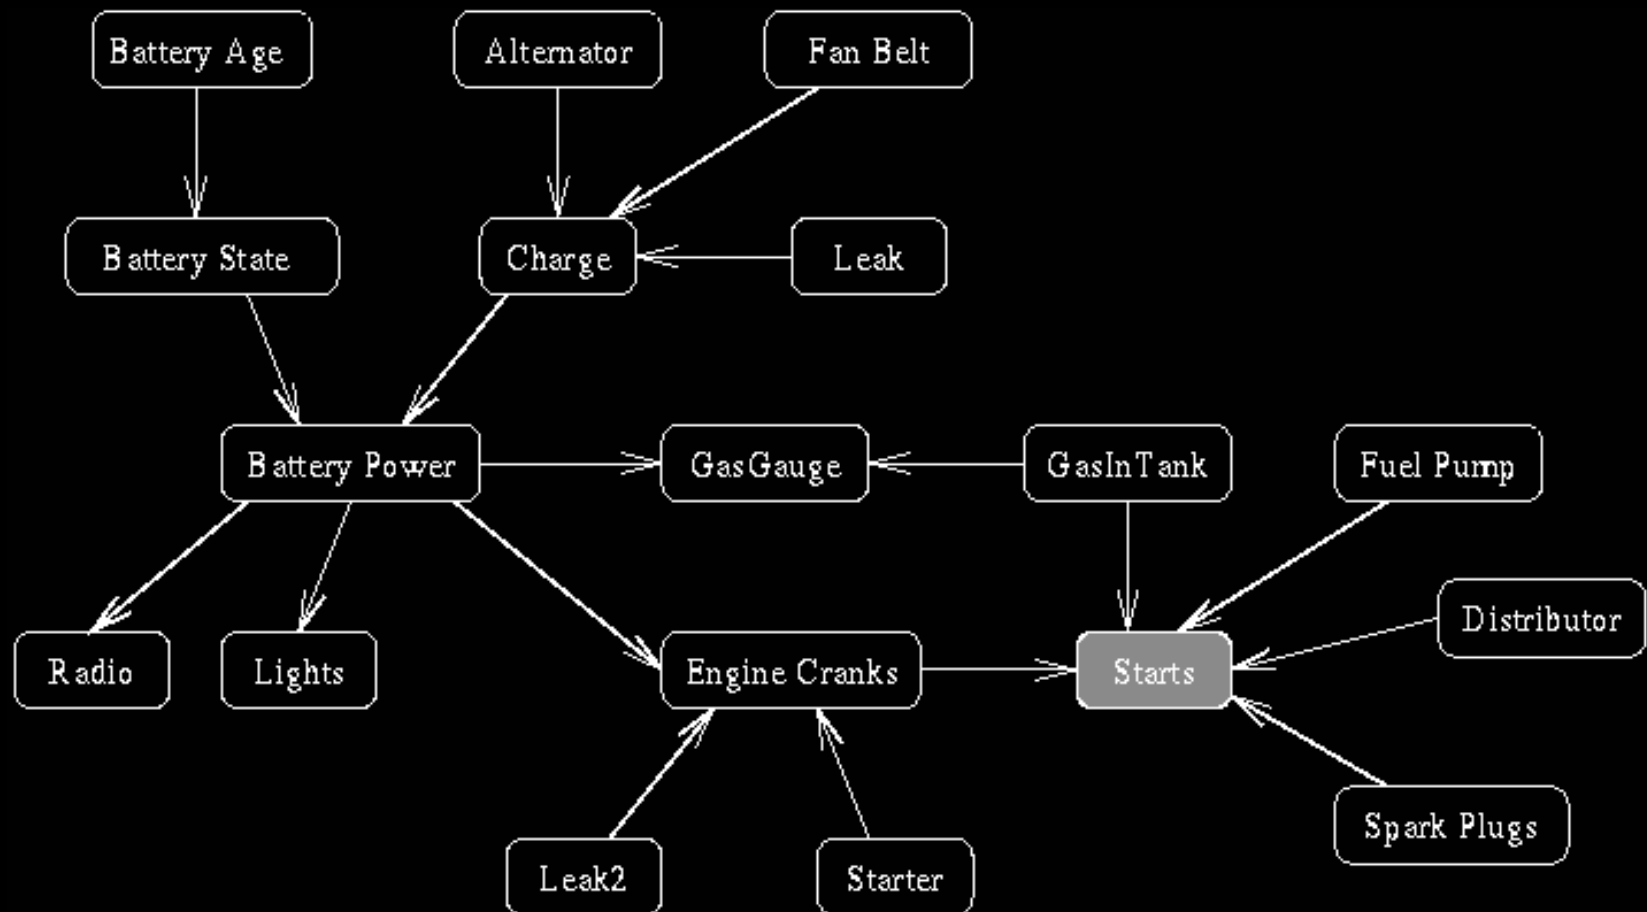 Battery Age
Alternator
Fan Belt
Battery State
Charge
Leak
Battery Power
GasGauge
GasInTank
Fuel Pump
Distributor
Radio
Lights
Engine Cranks
Starts
Spark Plugs
Leak2
Starter